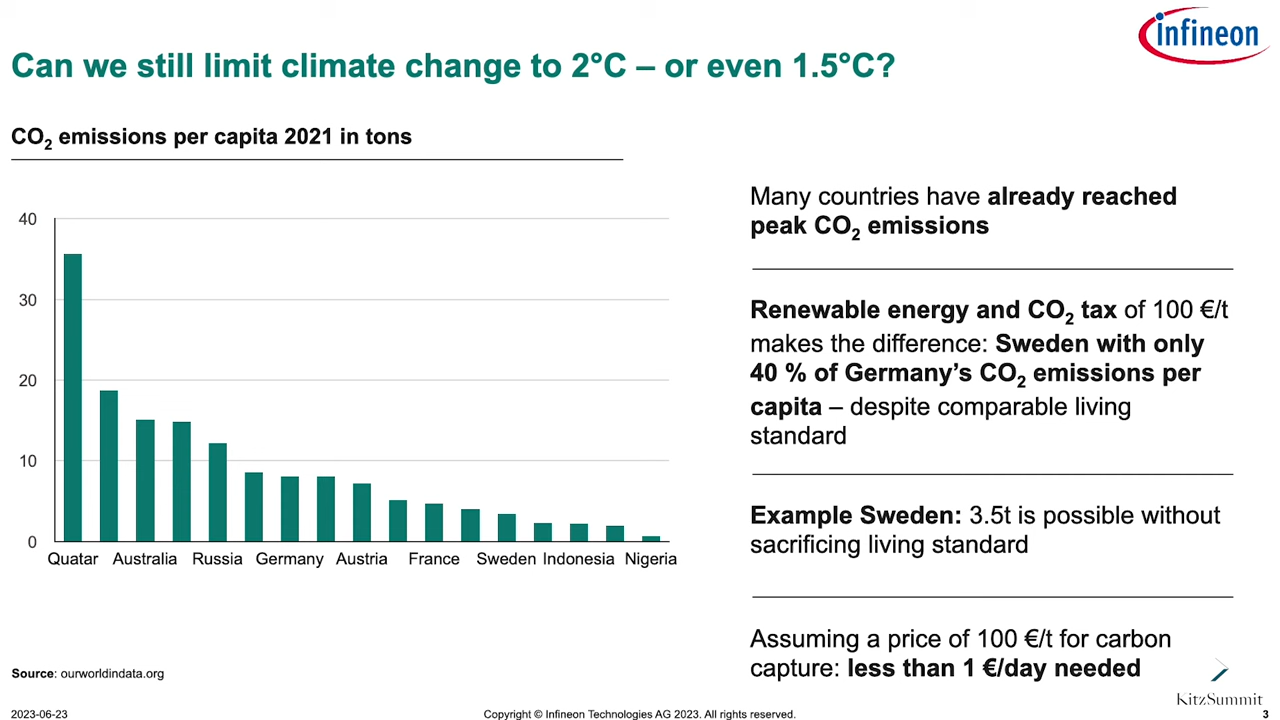 infineon
Can we still limit climate change to 2°C – or even 1.5°C?
CO₂ emissions per capita 2021 in tons
40
30
20
10
0
Quatar Australia Russia Germany Austria France Sweden Indonesia Nigeria
Many countries have already reached
peak CO₂ emissions
Renewable energy and CO₂ tax of 100 €/t
makes the difference: Sweden with only
40 % of Germany’s CO₂ emissions per
capita – despite comparable living
standard
Example Sweden: 3.5t is possible without
sacrificing living standard
Assuming a price of 100 €/t for carbon
capture: less than 1 €/day needed
Source: ourworldindata.org
KitzSummit
2023-06-23
Copyright © Infineon Technologies AG 2023. All rights reserved.
3